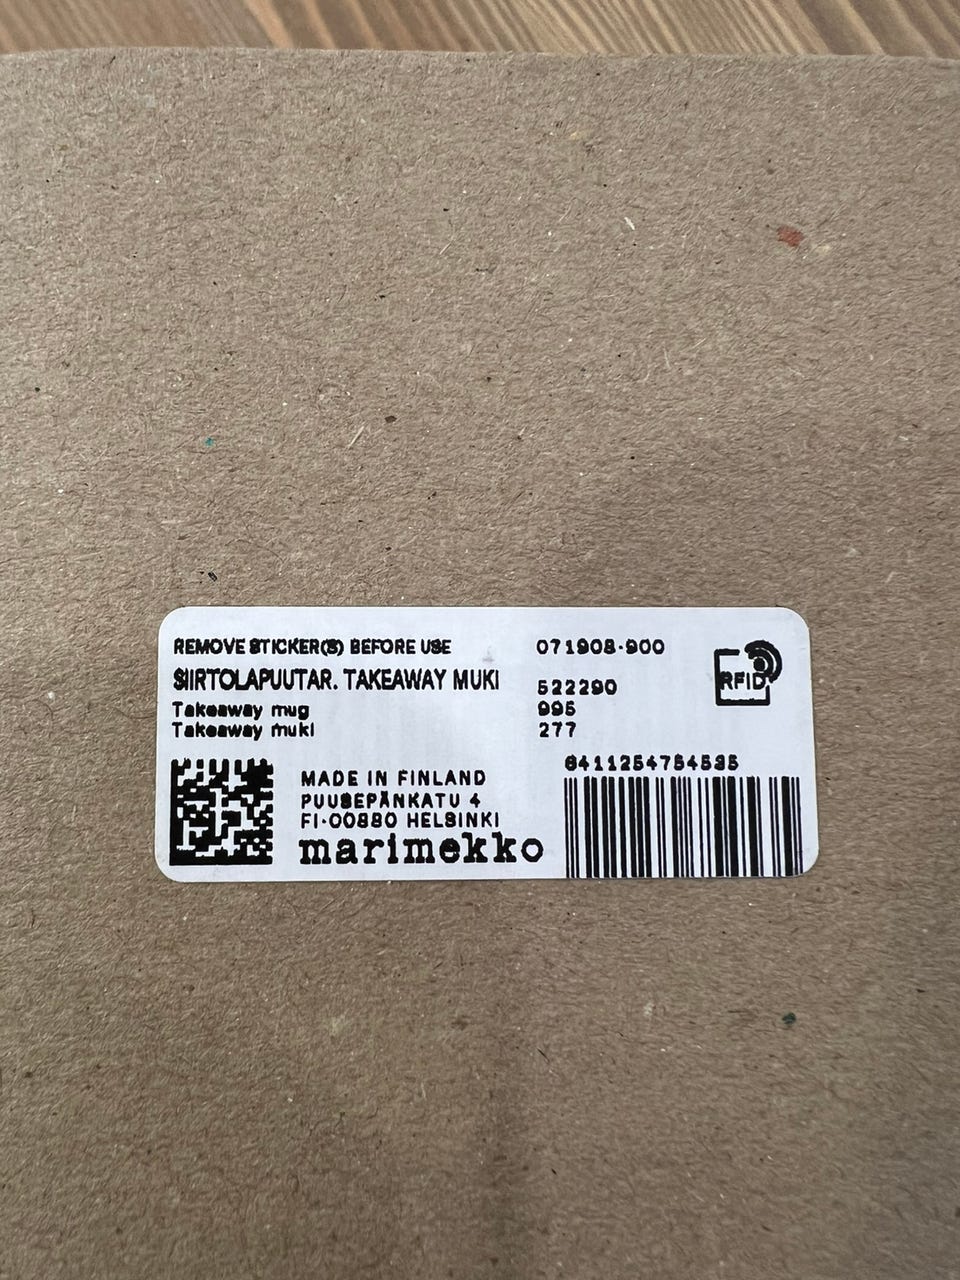 REMOVE STICKER(S) BEFORE USE
SIIRTOLAPUUTAR. TAKEAWAY MUKI
Takeaway mug
Takeaway muki
071908-900
522290
995
277
RFID
6411254754535
MADE IN FINLAND
PUUSEPÄNKATU 4
FI-00880 HELSINKI
marimekko